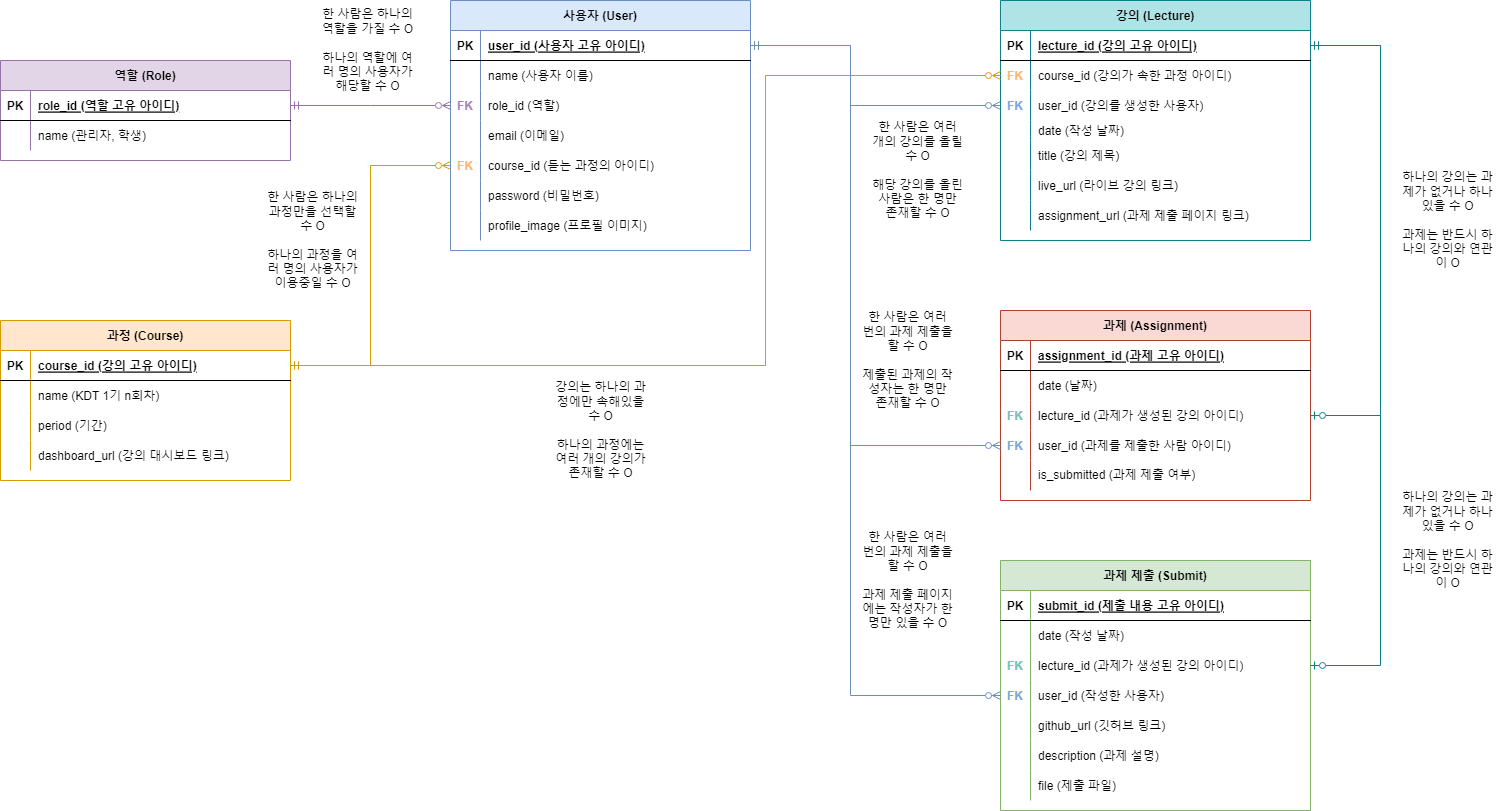 한 사람은 하나의
역할을 가질 수 O
하나의 역할에 여
러 명의 사용자가
해당할 수 O
역할 (Role)
PK role_id (역할 고유 아이디)
name (관리자, 학생)
사용자 (User)
PK user_id (사용자 고유 아이디)
name (사용자 이름)
FK role_id (역할)
email (이메일)
FK course_id (듣는 과정의 아이디)
password (비밀번호)
profile_image (프로필 이미지)
한 사람은 하나의
과정만을 선택할
수 O
하나의 과정을 여
러 명의 사용자가
이용중일 수 O
과정 (Course)
PK course_id (강의 고유 아이디)
name (KDT 1기 n회차)
period (기간)
dashboard_url (강의 대시보드 링크)
강의는 하나의 과
정에만 속해있을
수 O
하나의 과정에는
여러 개의 강의가
존재할 수 O
강의 (Lecture)
PK lecture_id (강의 고유 아이디)
FK course_id (강의가 속한 과정 아이디)
FK user_id (강의를 생성한 사용자)
date (작성 날짜)
title (강의 제목)
live_url (라이브 강의 링크)
assignment_url (과제 제출 페이지 링크)
한 사람은 여러
개의 강의를 올릴
수 O
해당 강의를 올린
사람은 한 명만
존재할 수 O
하나의 강의는 과
제가 없거나 하나
있을 수 O
과제는 반드시 하
나의 강의와 연관
이 O
한 사람은 여러
번의 과제 제출을
할 수 O
제출된 과제의 작
성자는 한 명만
존재할 수 O
과제 (Assignment)
PK assignment_id (과제 고유 아이디)
date (날짜)
FK lecture_id (과제가 생성된 강의 아이디)
FK user_id (과제를 제출한 사람 아이디)
is_submitted (과제 제출 여부)
하나의 강의는 과
제가 없거나 하나
있을 수 O
과제는 반드시 하
나의 강의와 연관
이 O
한 사람은 여러
번의 과제 제출을
할 수 O
과제 제출 페이지
에는 작성자가 한
명만 있을 수 O
과제 제출 (Submit)
PK submit_id (제출 내용 고유 아이디)
date (작성 날짜)
FK lecture_id (과제가 생성된 강의 아이디)
FK user_id (작성한 사용자)
github_url (깃허브 링크)
description (과제 설명)
file (제출 파일)